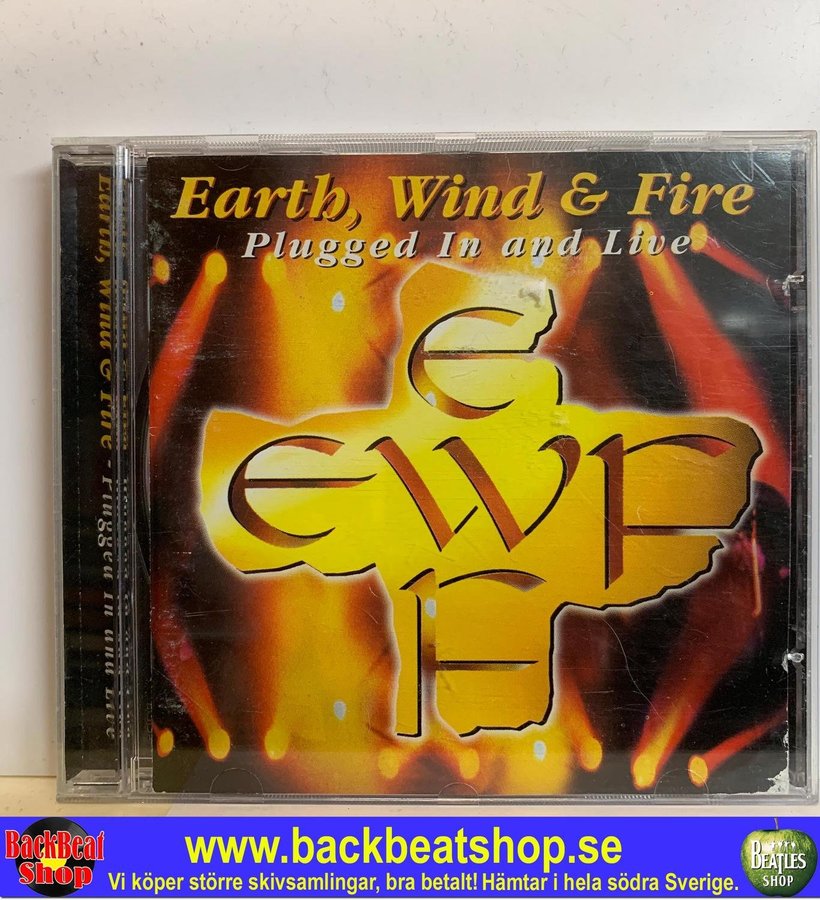 Earth, Wind & Fire
Plugged In and Live
E
EWF
F
Earth, Wind & Fire - Plugged In and Live
BackBeat
Shop
www.backbeatshop.se
Vi köper större skivsamlingar, bra betalt! Hämtar i hela södra Sverige.
BEATLES
SHOP